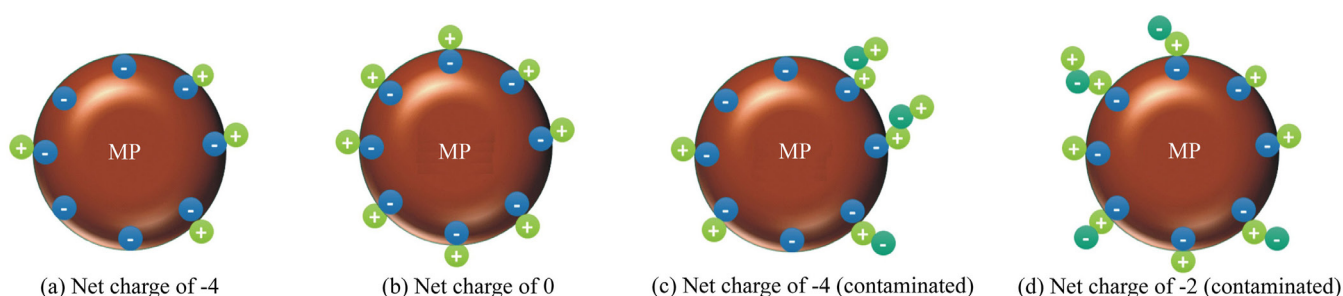 MP
MP
MP
MP
(a) Net charge of -4
(b) Net charge of 0
(c) Net charge of -4 (contaminated)
(d) Net charge of -2 (contaminated)